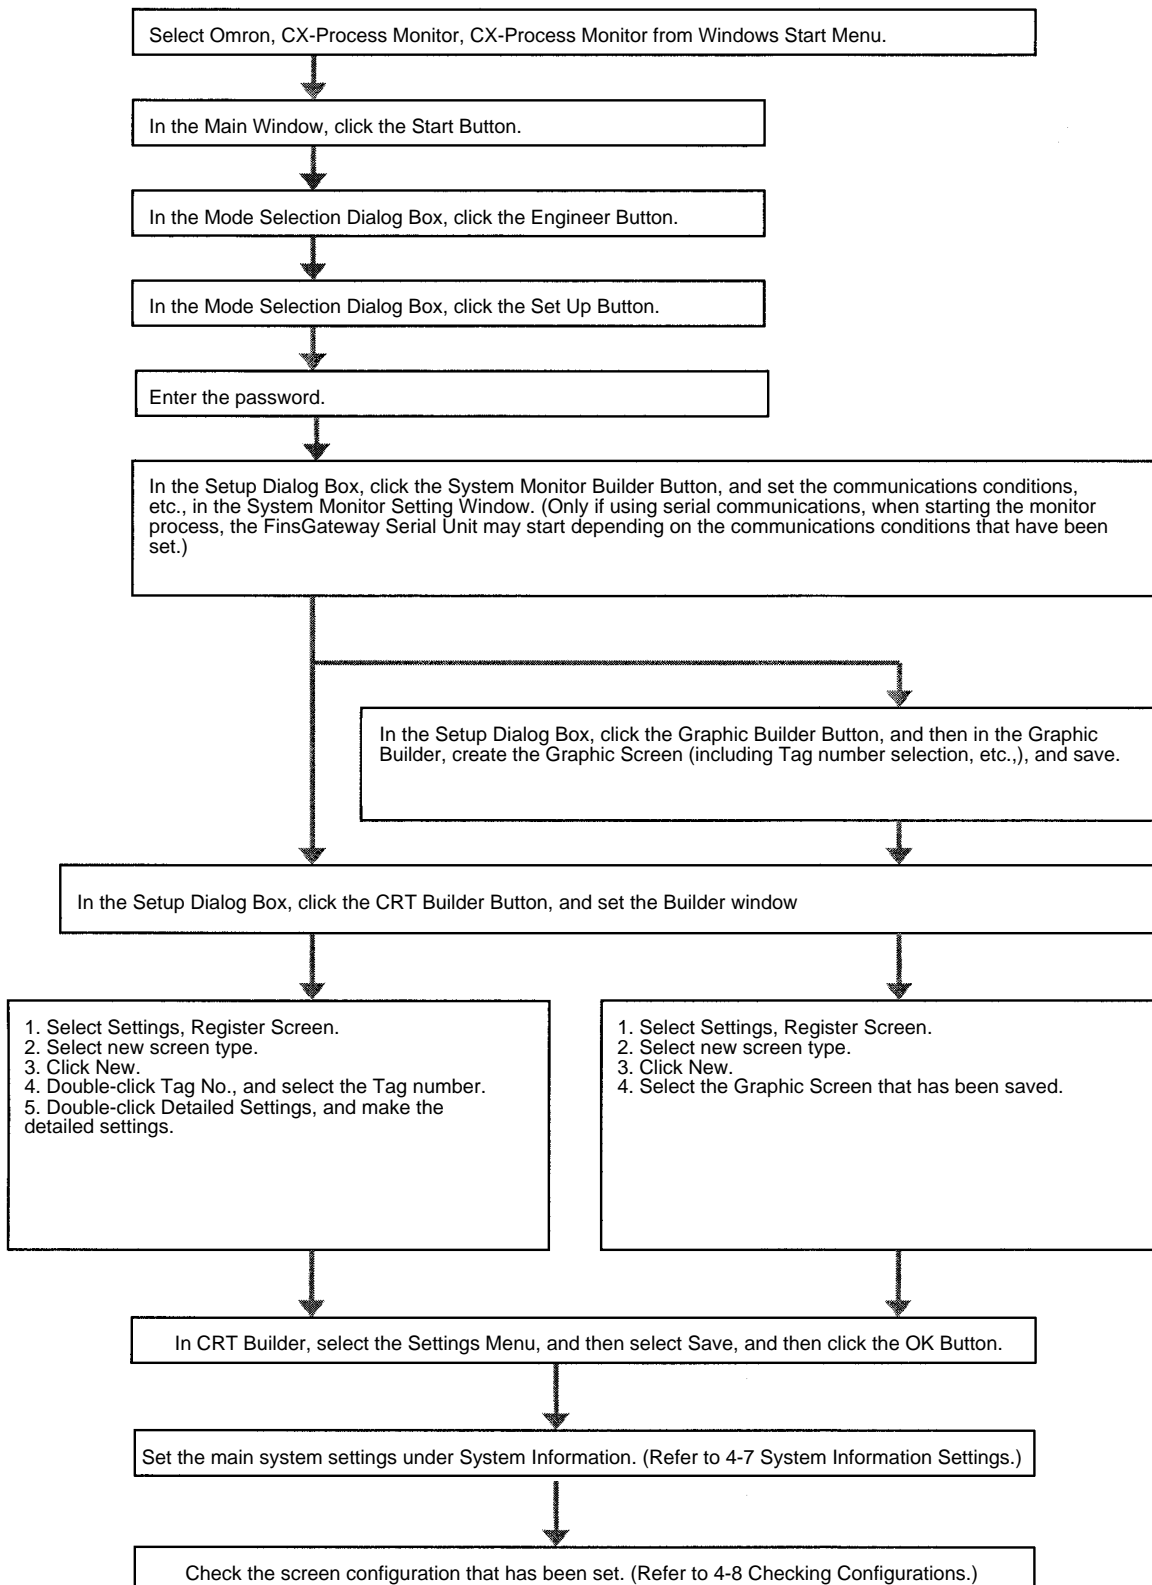 Select Omron, CX-Process Monitor, CX-Process Monitor from Windows Start Menu.
In the Main Window, click the Start Button.
In the Mode Selection Dialog Box, click the Engineer Button.
In the Mode Selection Dialog Box, click the Set Up Button.
Enter the password.
In the Setup Dialog Box, click the System Monitor Builder Button, and set the communications conditions,
etc., in the System Monitor Setting Window. (Only if using serial communications, when starting the monitor
process, the FinsGateway Serial Unit may start depending on the communications conditions that have been
set.)
In the Setup Dialog Box, click the Graphic Builder Button, and then in the Graphic
Builder, create the Graphic Screen (including Tag number selection, etc.,), and save.
In the Setup Dialog Box, click the CRT Builder Button, and set the Builder window
1. Select Settings, Register Screen.
2. Select new screen type.
3. Click New.
4. Double-click Tag No., and select the Tag number.
5. Double-click Detailed Settings, and make the
detailed settings.
1. Select Settings, Register Screen.
2. Select new screen type.
3. Click New.
4. Select the Graphic Screen that has been saved.
In CRT Builder, select the Settings Menu, and then select Save, and then click the OK Button.
Set the main system settings under System Information. (Refer to 4-7 System Information Settings.)
Check the screen configuration that has been set. (Refer to 4-8 Checking Configurations.)